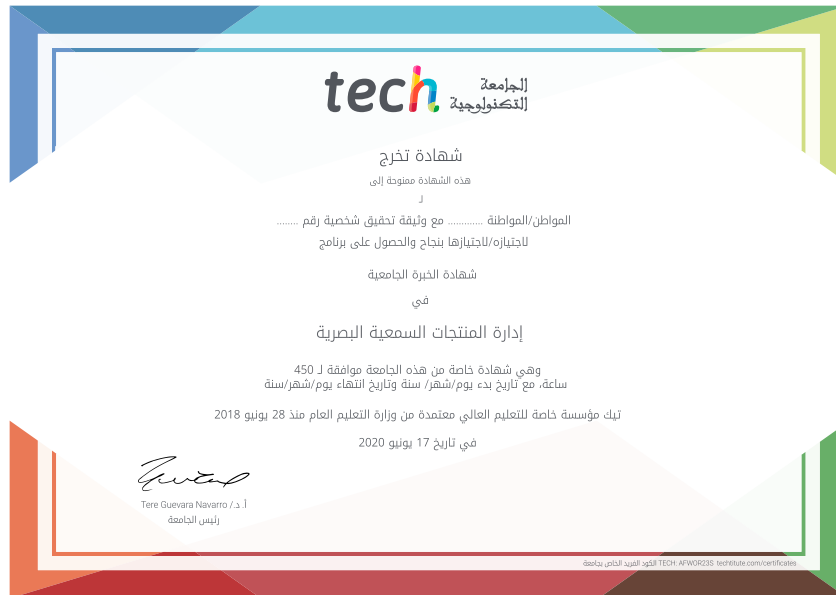 tech الجامعة
التكنولوجية
شهادة تخرج
هذه الشهادة ممنوحة إلى
لـ
المواطن/المواطنة ............. مع وثيقة تحقيق شخصية رقم ........
لاجتيازه/لاجتيازها بنجاح والحصول على برنامج
شهادة الخبرة الجامعية
في
إدارة المنتجات السمعية البصرية
وهي شهادة خاصة من هذه الجامعة موافقة لـ 450
ساعة، مع تاريخ بدء يوم/شهر/ سنة وتاريخ انتهاء يوم/شهر/سنة
تيك مؤسسة خاصة للتعليم العالي معتمدة من وزارة التعليم العام منذ 28 يونيو 2018
في تاريخ 17 يونيو 2020
أ.د./ Tere Guevara Navarro
رئيس الجامعة
الكود الفريد الخاص بجامعة TECH: AFWOR23S: techtitute.com/certificates